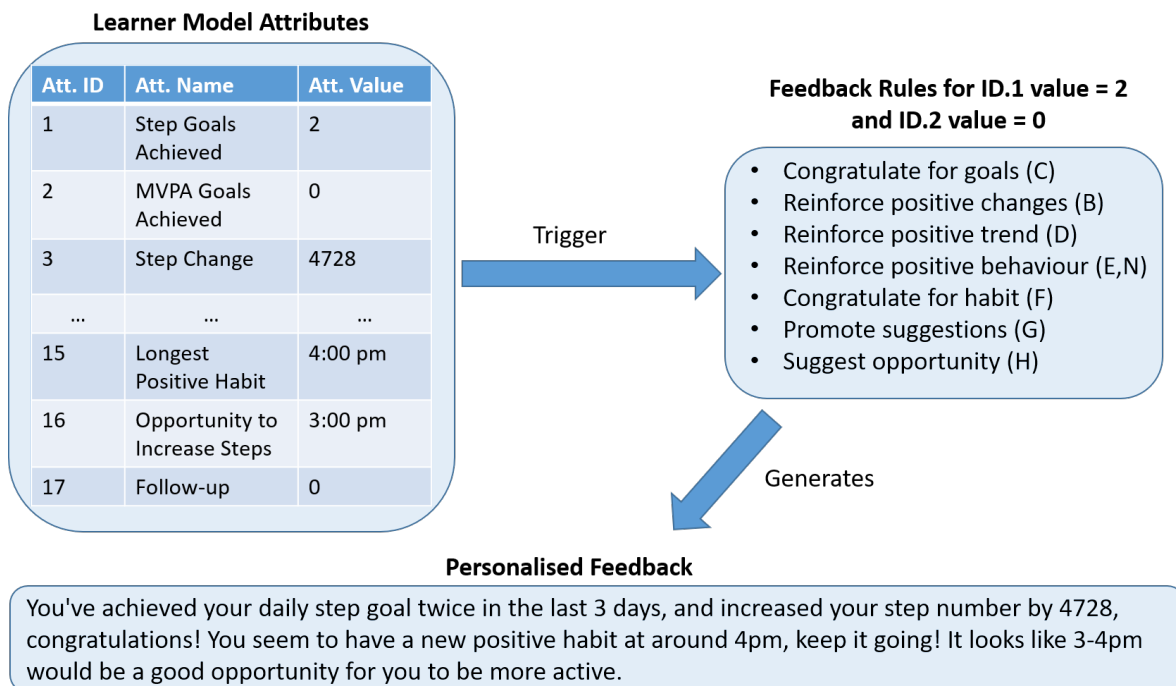 Learner Model Attributes
Att. ID Att. Name Att. Value
1 Step Goals 2
Achieved
2 MVPA Goals 0
Achieved
3 Step Change 4728
... ... ...
15 Longest 4:00 pm
Positive Habit
16 Opportunity to 3:00 pm
Increase Steps
17 Follow-up 0
Trigger
Feedback Rules for ID.1 value = 2
and ID.2 value = 0
• Congratulate for goals (C)
• Reinforce positive changes (B)
• Reinforce positive trend (D)
• Reinforce positive behaviour (E,N)
• Congratulate for habit (F)
• Promote suggestions (G)
• Suggest opportunity (H)
Generates
Personalised Feedback
You've achieved your daily step goal twice in the last 3 days, and increased your step number by 4728,
congratulations! You seem to have a new positive habit at around 4pm, keep it going! It looks like 3-4pm
would be a good opportunity for you to be more active.